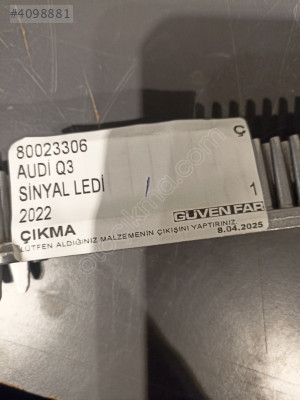 #4098881
80023306
AUDİ Q3
SİNYAL LEDİ
2022
ÇIKMA
Ç
1
GÜVEN FAR
LÜTFEN ALDIĞINIZ MALZEMENİN ÇIKIŞINI YAPTIRINIZ
8.04.2025